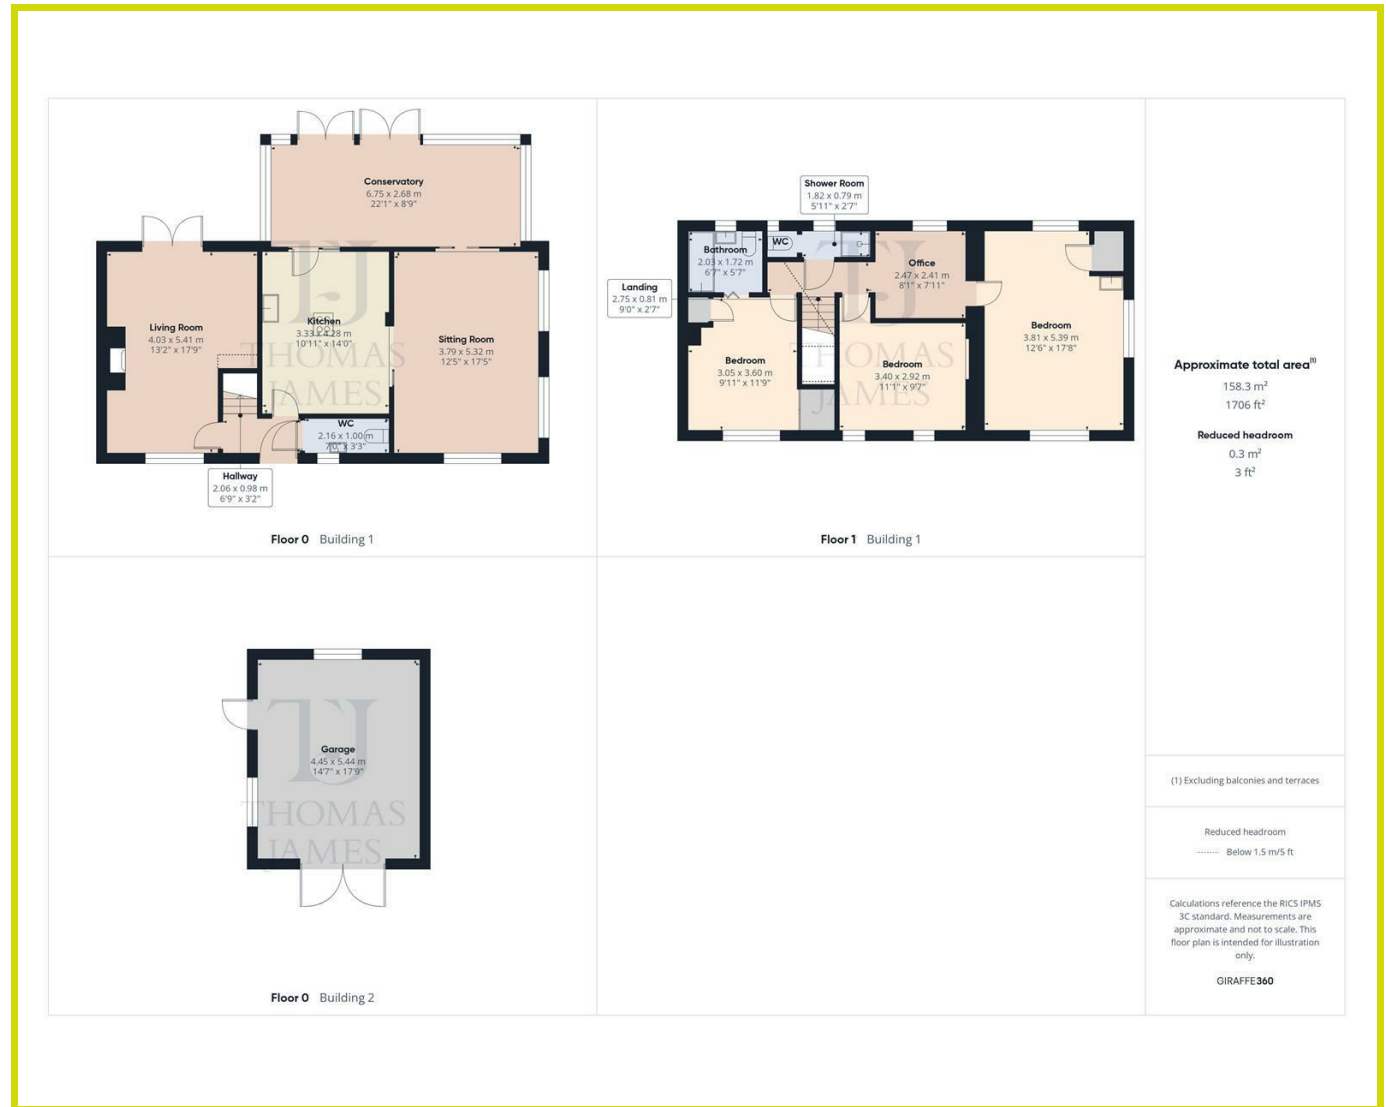 Conservatory
6.75 x 2.68 m
22'1" x 8'9"
Living Room
4.03 x 5.41 m
13'2" x 17'9"
Kitchen
3.33 x 4.28 m
10'11" x 14'0"
Sitting Room
3.79 x 5.32 m
12'5" x 17'5"
WC
2.16 x 1.00 m
7'0" x 3'3"
Hallway
2.06 x 0.98 m
6'9" x 3'2"
TJ
THOMAS
JAMES
Floor 0 Building 1
Shower Room
1.82 x 0.79 m
5'11" x 2'7"
Bathroom
2.03 x 1.72 m
6'7" x 5'7"
WC
Office
2.47 x 2.41 m
8'1" x 7'11"
Landing
2.75 x 0.81 m
9'0" x 2'7"
Bedroom
3.05 x 3.60 m
9'11" x 11'9"
Bedroom
3.40 x 2.92 m
11'1" x 9'7"
Bedroom
3.81 x 5.39 m
12'6" x 17'8"
TJ
THOMAS
JAMES
Floor 1 Building 1
Garage
4.45 x 5.44 m
14'7" x 17'9"
TJ
THOMAS
JAMES
Floor 0 Building 2
Approximate total area(1)
158.3 m²
1706 ft²
Reduced headroom
0.3 m²
3 ft²
(1) Excluding balconies and terraces
Reduced headroom
Below 1.5 m/5 ft
Calculations reference the RICS IPMS
3C standard. Measurements are
approximate and not to scale. This
floor plan is intended for illustration
only.
GIRAFFE360